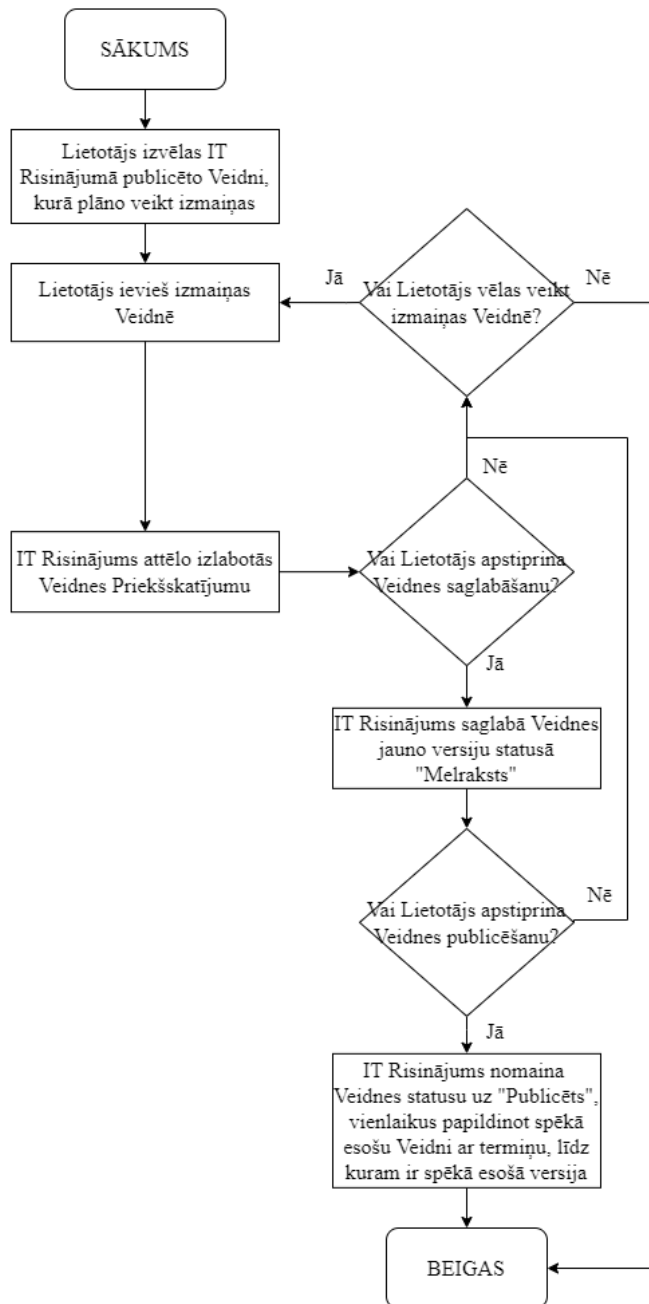 SĀKUMS
Lietotājs izvēlas IT
Risinājumā publicēto Veidni,
kurā plāno veikt izmaiņas
Lietotājs ievieš izmaiņas
Veidnē
Jā
Vai Lietotājs vēlas veikt
izmaiņas Veidnē?
Nē
Nē
IT Risinājums attēlo izlabotās
Veidnes Priekšskatījumu
Vai Lietotājs apstiprina
Veidnes saglabāšanu?
Jā
IT Risinājums saglabā Veidnes
jauno versiju statusā
"Melraksts"
Vai Lietotājs apstiprina
Veidnes publicēšanu?
Nē
Jā
IT Risinājums nomaina
Veidnes statusu uz "Publicēts",
vienlaikus papildinot spēkā
esošu Veidni ar termiņu, līdz
kuram ir spēkā esošā versija
BEIGAS